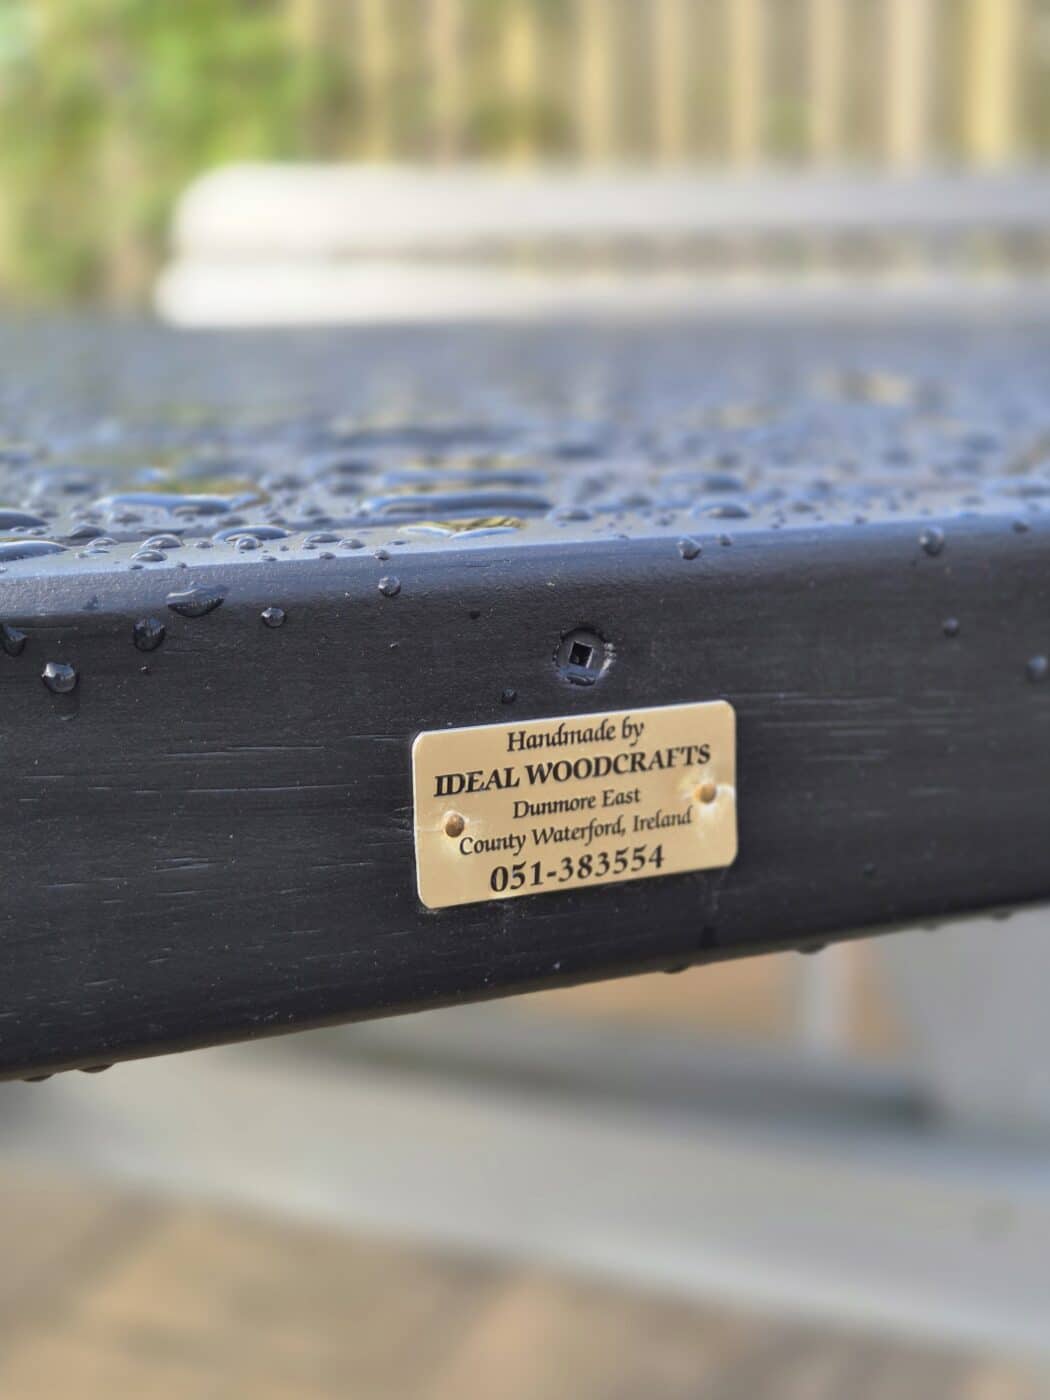 Handmade by
IDEAL WOODCRAFTS
Dunmore East
County Waterford, Ireland
051-383554